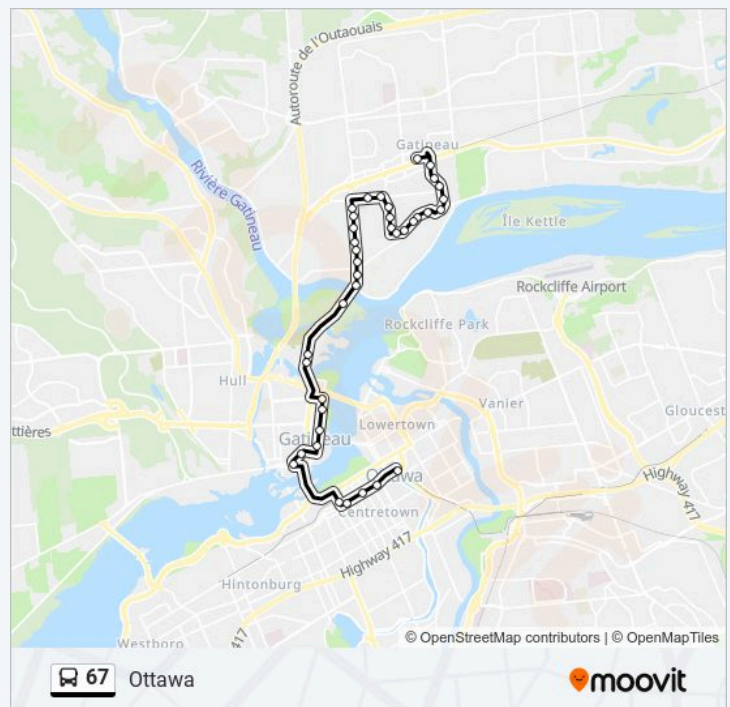 Autoroute de l'Outaouais
Gatineau
Rivière Gatineau
Île Kettle
Rockcliffe Airport
Rockcliffe Park
Hull
Vanier
Gloucest
Lowertown
ttières
Gatineau
Ottawa
Highway 417
Centretown
Highway 417
Hintonburg
417
Westboro
© OpenStreetMap contributors | © OpenMapTiles
67 Ottawa
moovit